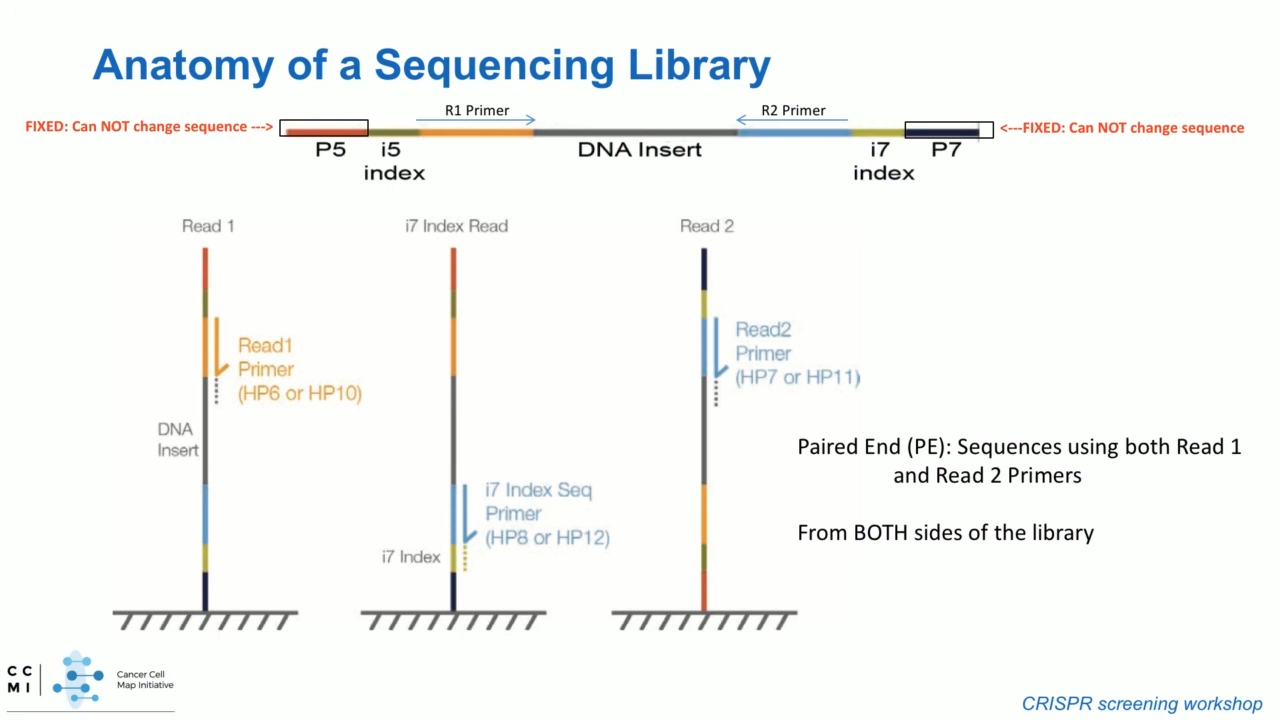 Anatomy of a Sequencing Library
R1 Primer
R2 Primer
FIXED: Can NOT change sequence --->
<---FIXED: Can NOT change sequence
P5
i5
index
DNA Insert
i7
index
P7
Read 1
i7 Index Read
Read 2
Read1
Primer
(HP6 or HP10)
DNA
Insert
i7 Index Seq
Primer
(HP8 or HP12)
i7 Index
Read2
Primer
(HP7 or HP11)
Paired End (PE): Sequences using both Read 1
and Read 2 Primers
From BOTH sides of the library
C C
M I
Cancer Cell
Map Initiative
CRISPR screening workshop